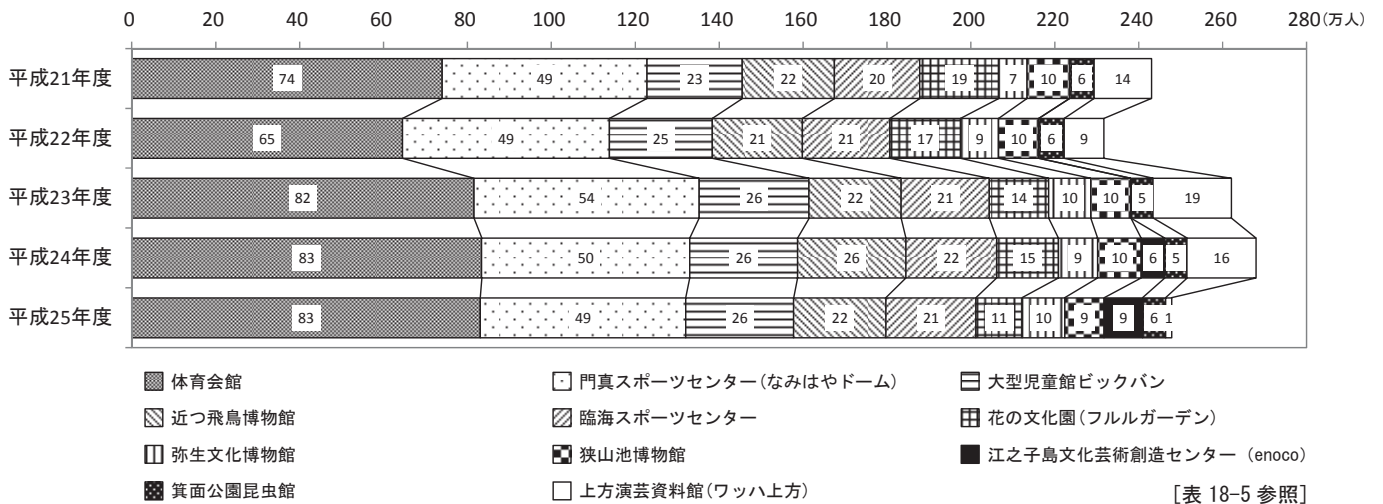 0 20 40 60 80 100 120 140 160 180 200 220 240 260 280(万人)
平成21年度 74 49 23 22 20 19 7 10 6 14
平成22年度 65 49 25 21 21 17 9 10 6 9
平成23年度 82 54 26 22 21 14 10 10 5 19
平成24年度 83 50 26 26 22 15 9 10 6 5 16
平成25年度 83 49 26 22 21 11 10 9 9 6 1
体育会館 門真スポーツセンター(なみはやドーム) 大型児童館ビックバン
近つ飛鳥博物館 臨海スポーツセンター 花の文化園(フルルガーデン)
弥生文化博物館 狭山池博物館 江之子島文化芸術創造センター (enoco)
箕面公園昆虫館 上方演芸資料館(ワッハ上方)
[表 18-5 参照]